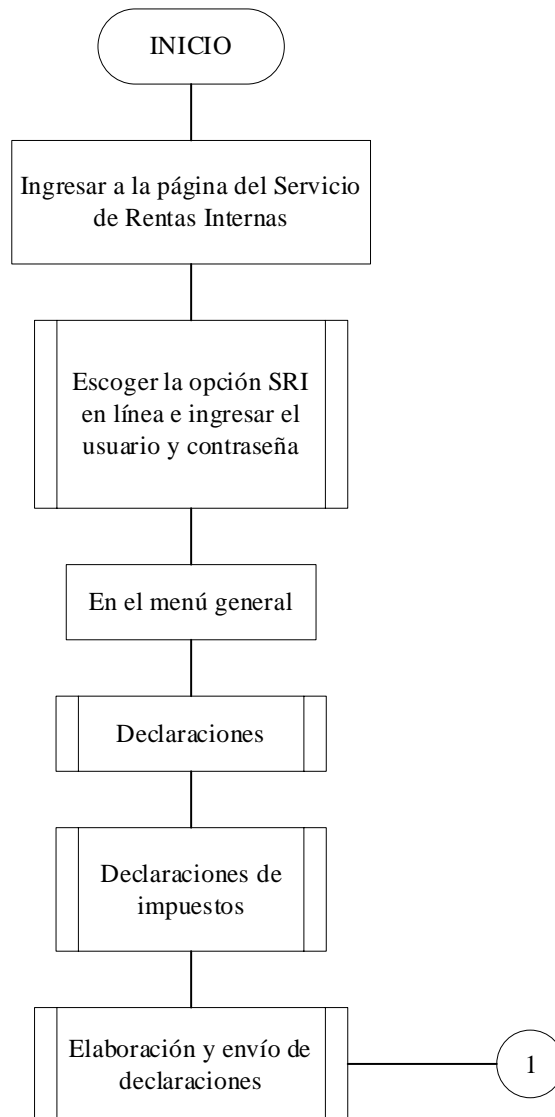 INICIO
Ingresar a la página del Servicio
de Rentas Internas
Escoger la opción SRI
en línea e ingresar el
usuario y contraseña
En el menú general
Declaraciones
Declaraciones de
impuestos
Elaboración y envío de
declaraciones
1